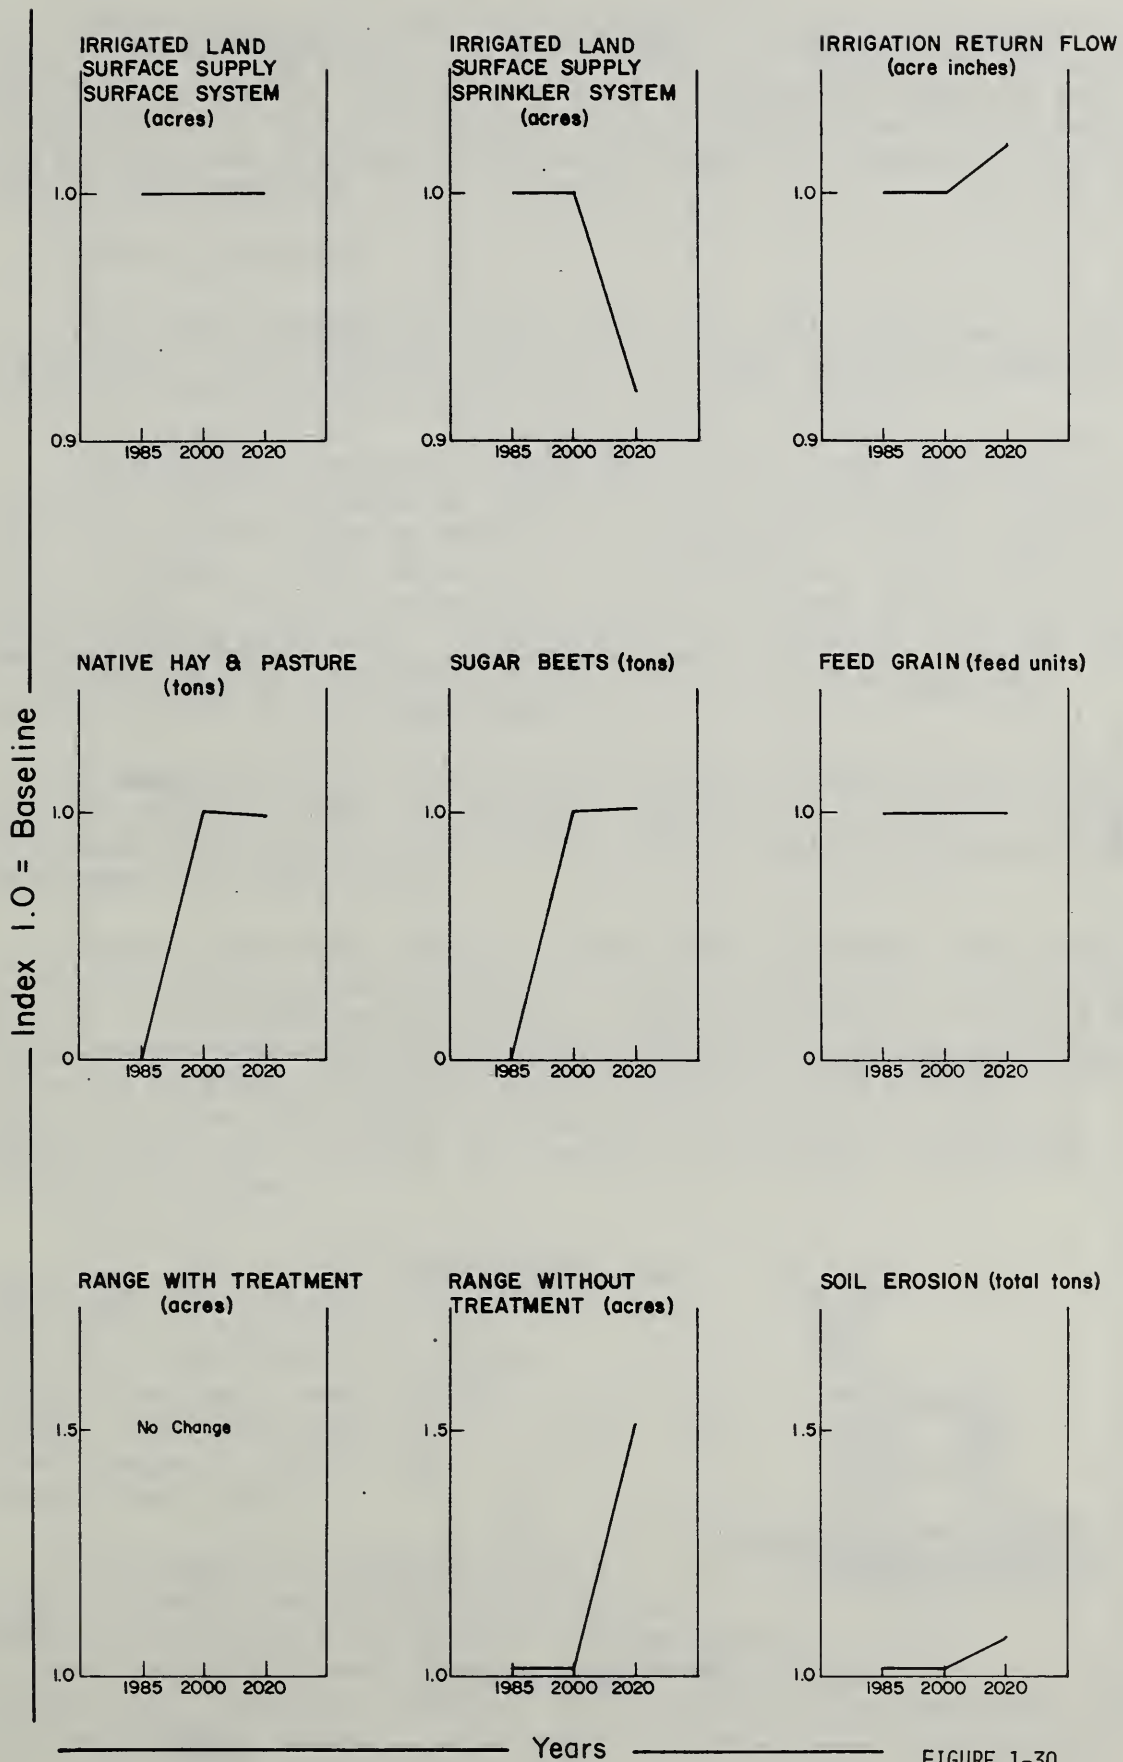 IRRIGATED LAND
SURFACE SUPPLY
SURFACE SYSTEM
(acres)
1.0
0.9
1985 2000 2020
IRRIGATED LAND
SURFACE SUPPLY
SPRINKLER SYSTEM
(acres)
1.0
0.9
1985 2000 2020
IRRIGATION RETURN FLOW
(acre inches)
1.0
0.9
1985 2000 2020
Index 1.0 = Baseline
NATIVE HAY & PASTURE
(tons)
1.0
0
1985 2000 2020
SUGAR BEETS (tons)
1.0
0
1985 2000 2020
FEED GRAIN (feed units)
1.0
0
1985 2000 2020
RANGE WITH TREATMENT
(acres)
1.5
No Change
1.0
1985 2000 2020
RANGE WITHOUT
TREATMENT (acres)
1.5
1.0
1985 2000 2020
SOIL EROSION (total tons)
1.5
1.0
1985 2000 2020
Years
FIGURE 1-30